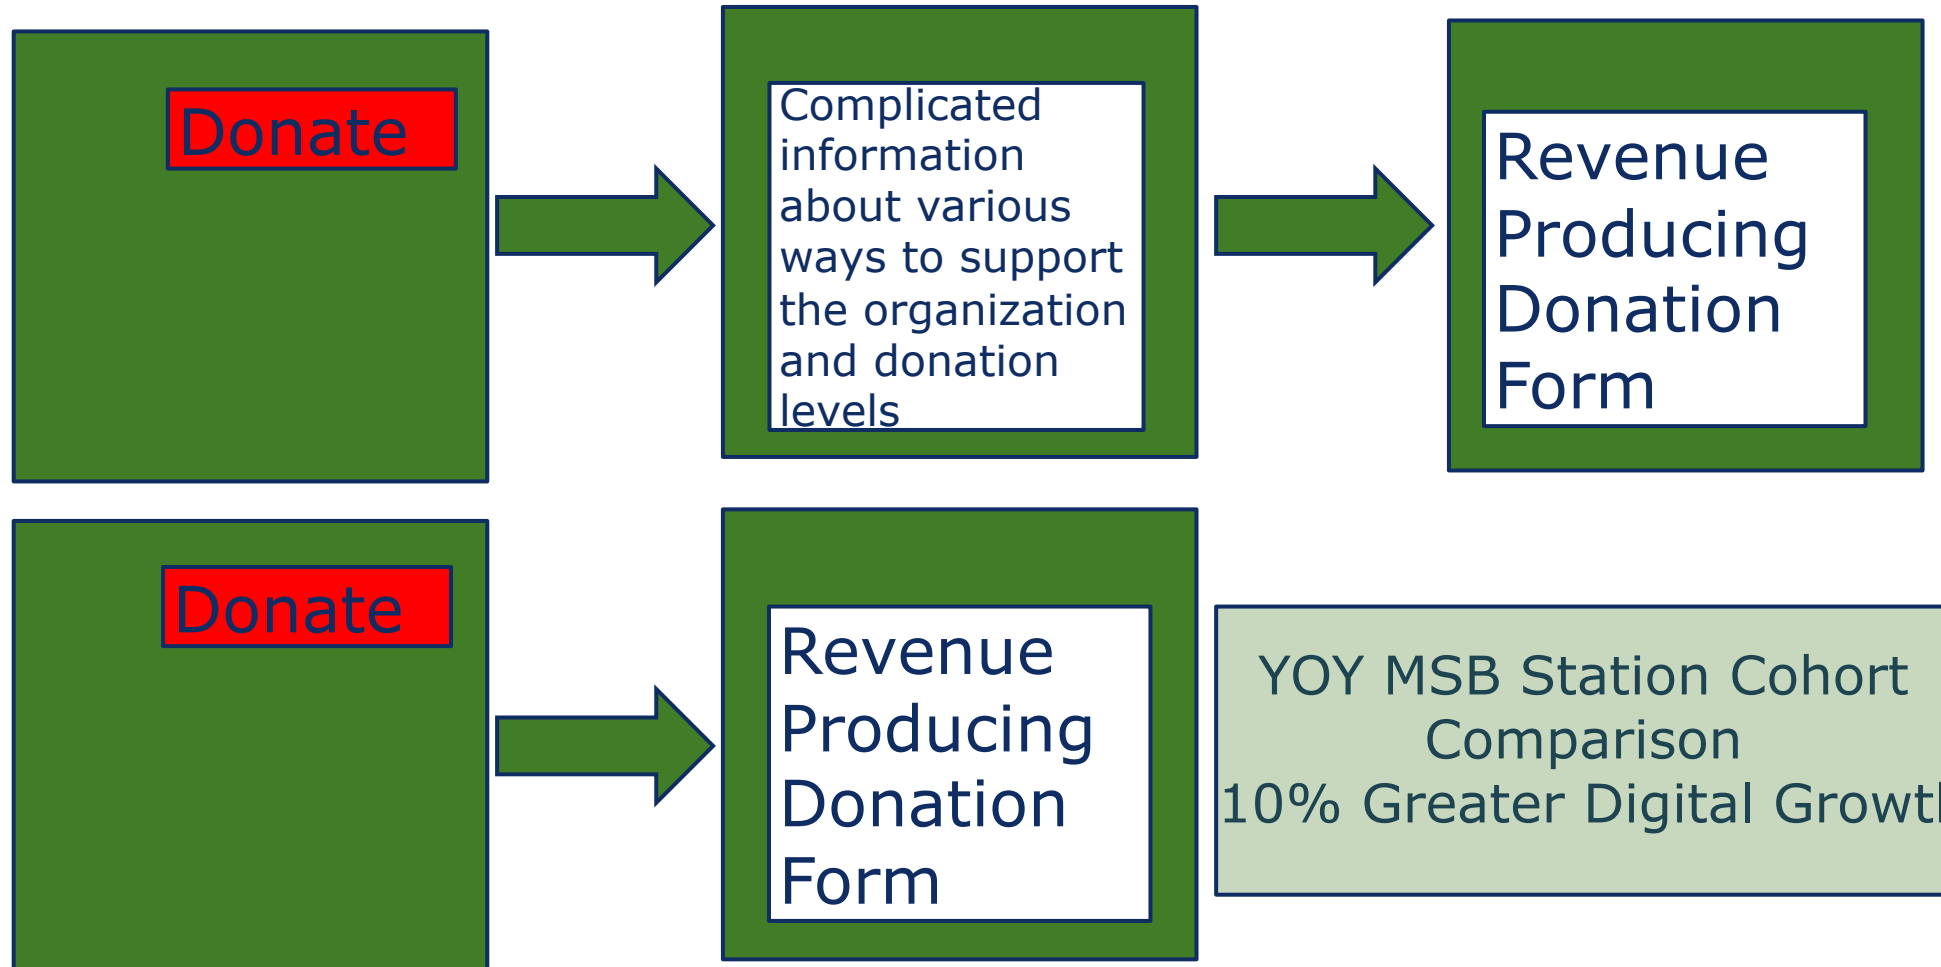 Donate
Complicated
information
about various
ways to support
the organization
and donation
levels
Revenue
Producing
Donation
Form
Donate
Revenue
Producing
Donation
Form
YOY MSB Station Cohort
Comparison
10% Greater Digital Growth